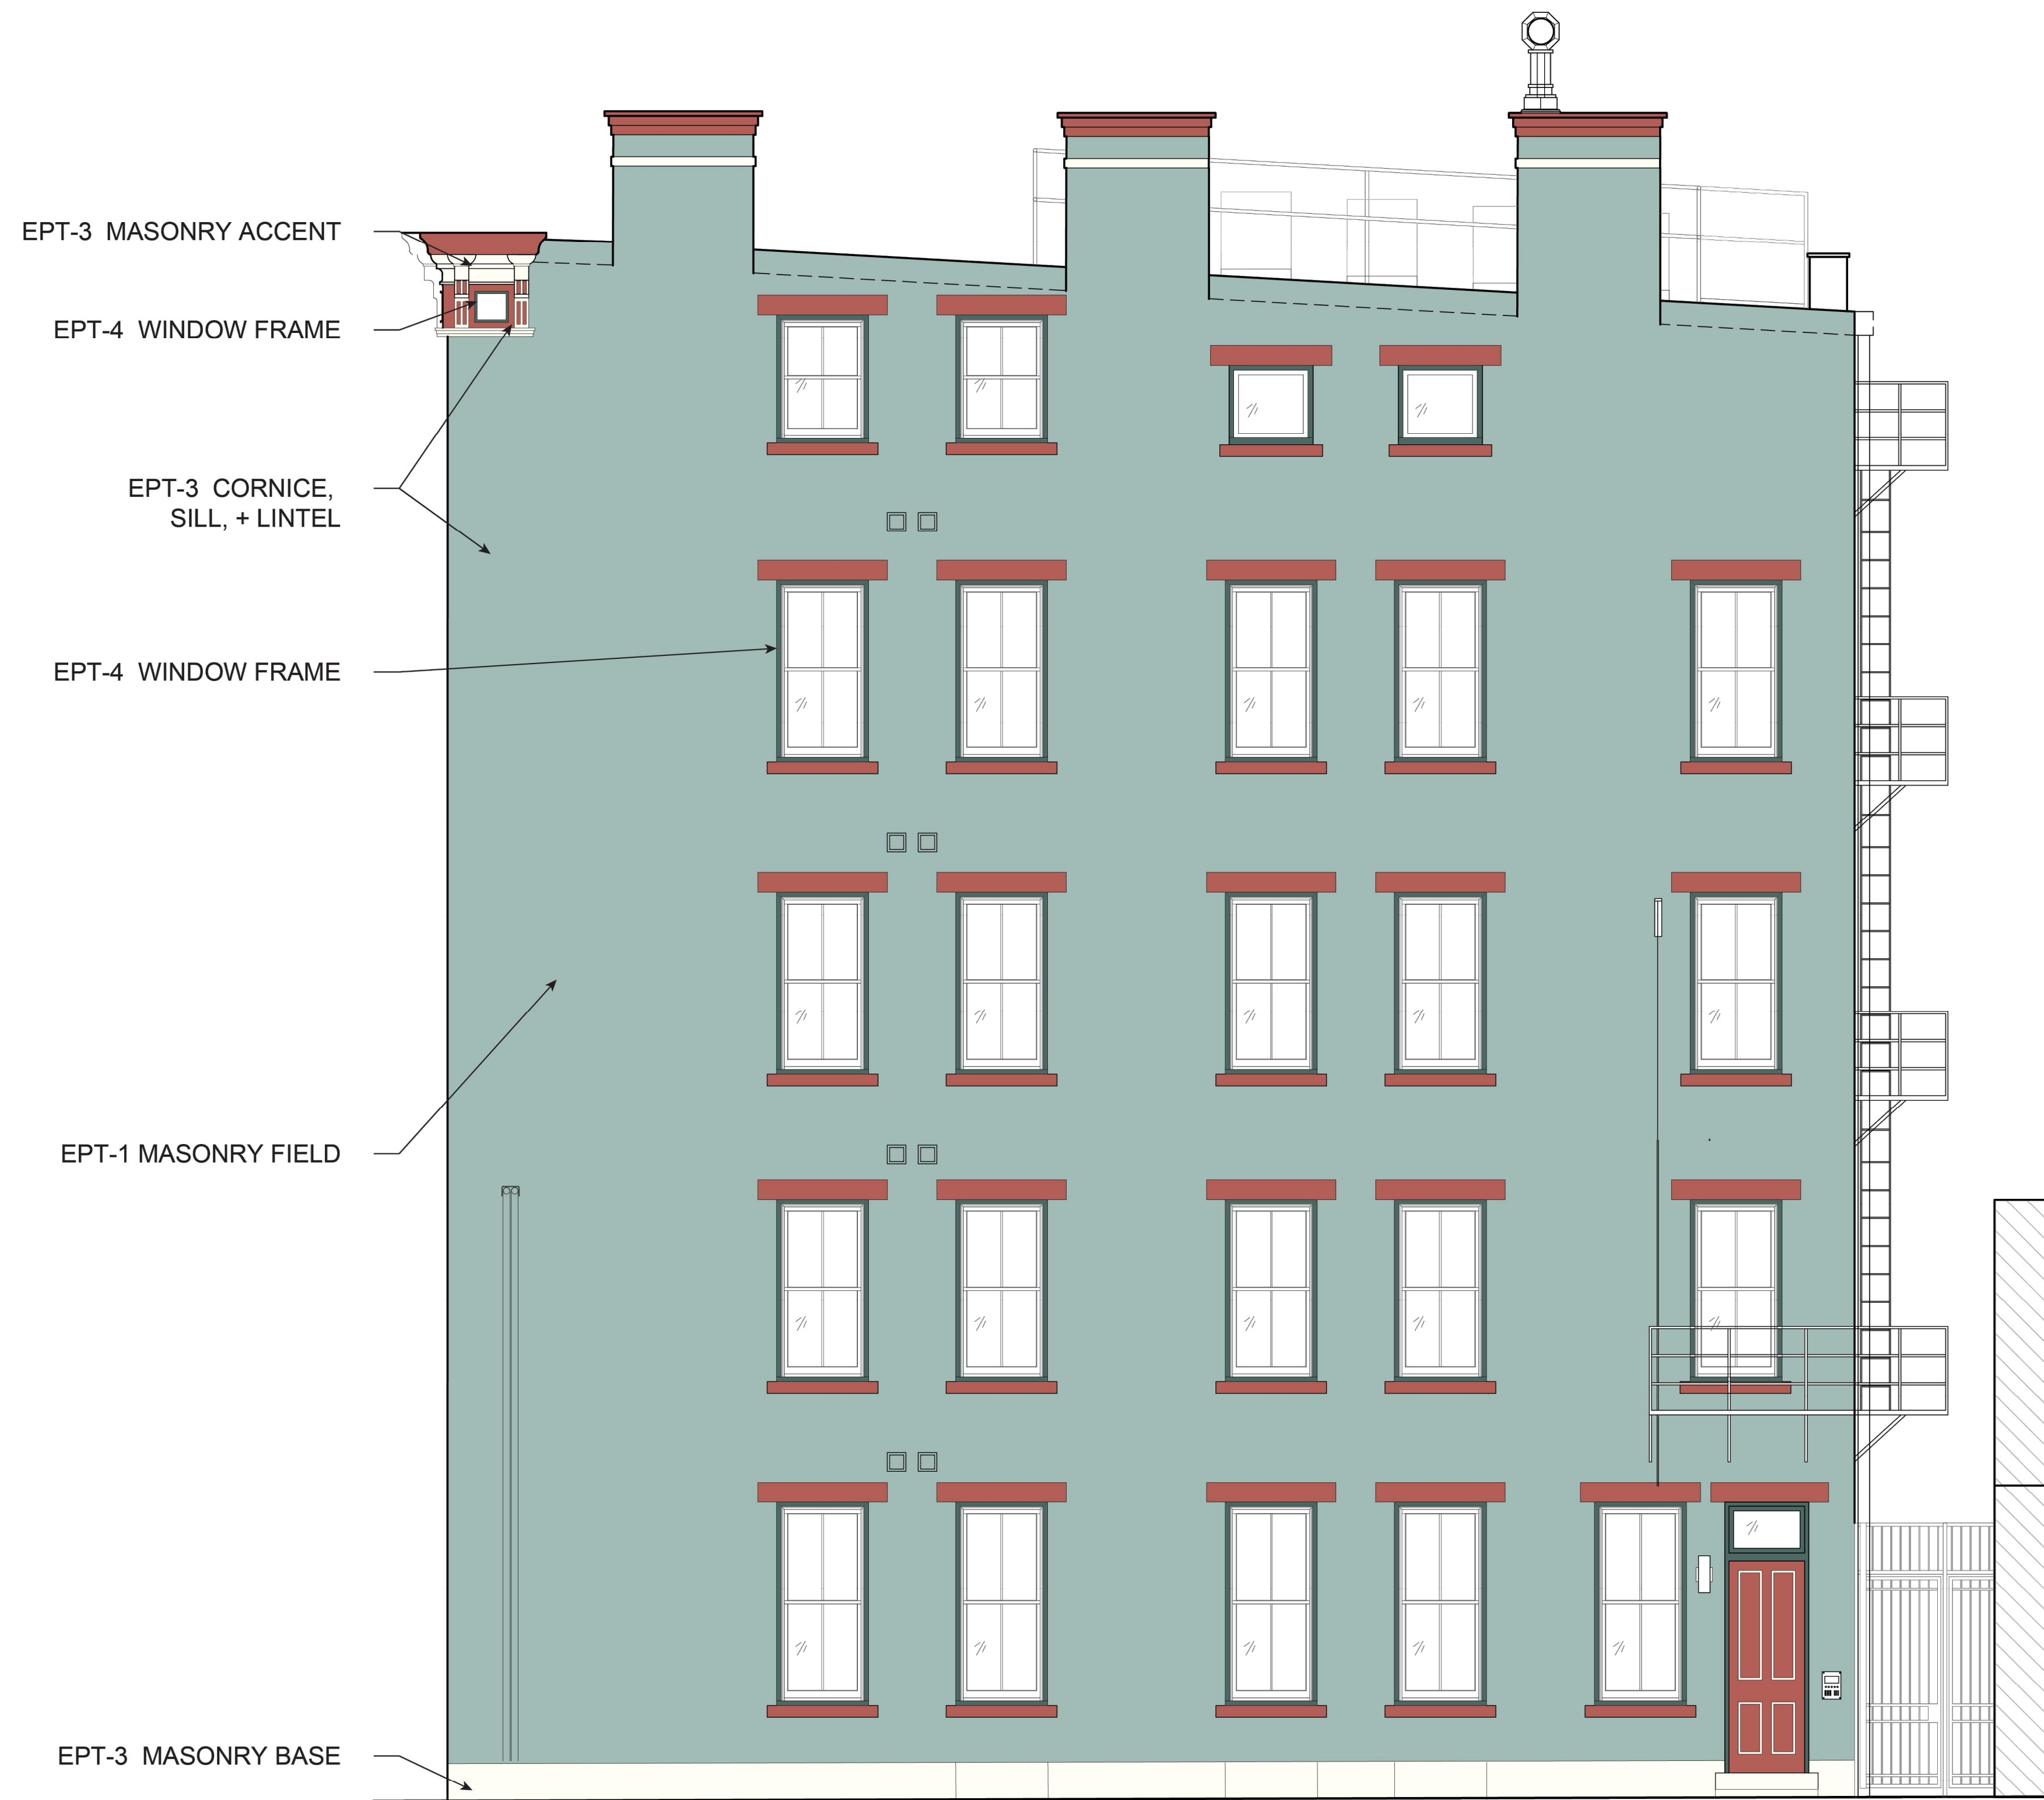 EPT-3 MASONRY ACCENT
EPT-4 WINDOW FRAME
EPT-3 CORNICE,
SILL, + LINTEL
EPT-4 WINDOW FRAME
EPT-1 MASONRY FIELD
EPT-3 MASONRY BASE